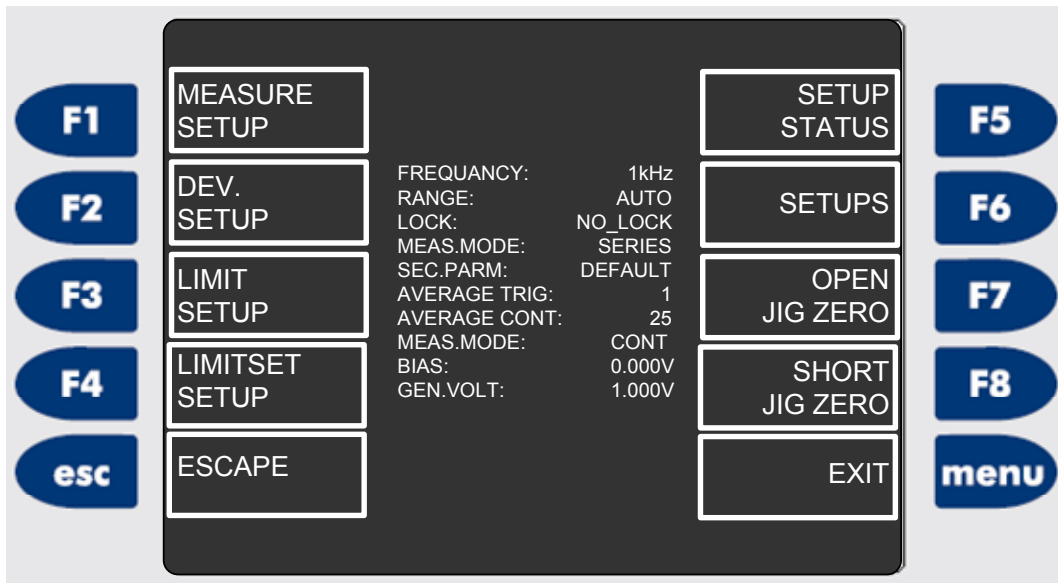 F1
MEASURE
SETUP
F2
DEV.
SETUP
F3
LIMIT
SETUP
F4
LIMITSET
SETUP
esc
ESCAPE
FREQUANCY: 1kHz
RANGE: AUTO
LOCK: NO_LOCK
MEAS.MODE: SERIES
SEC.PARM: DEFAULT
AVERAGE TRIG: 1
AVERAGE CONT: 25
MEAS.MODE: CONT
BIAS: 0.000V
GEN.VOLT: 1.000V
SETUP
STATUS
F5
SETUPS
F6
OPEN
JIG ZERO
F7
SHORT
JIG ZERO
F8
EXIT
menu